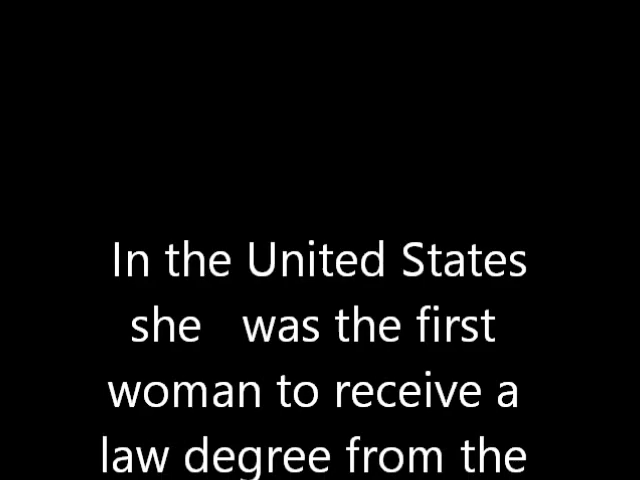 In the United States
she was the first
woman to receive a
law degree from the